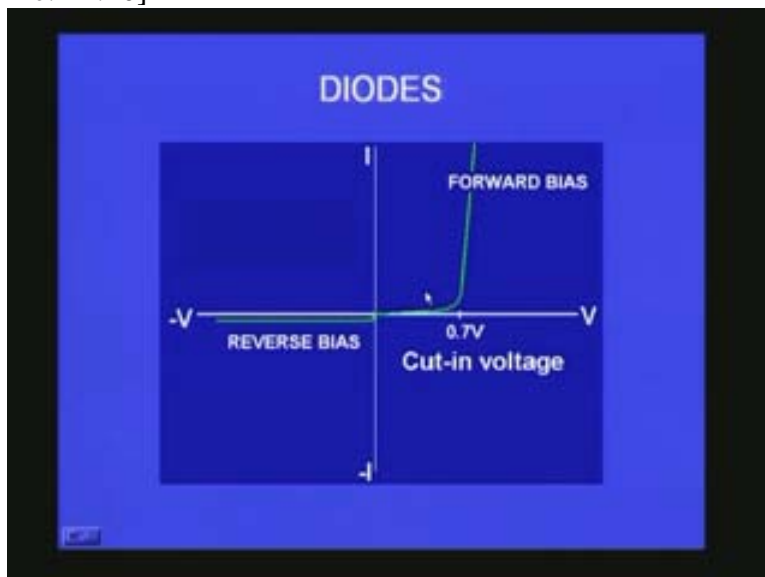 DIODES
I
FORWARD BIAS
-V
V
0.7V
REVERSE BIAS
Cut-in voltage
-I